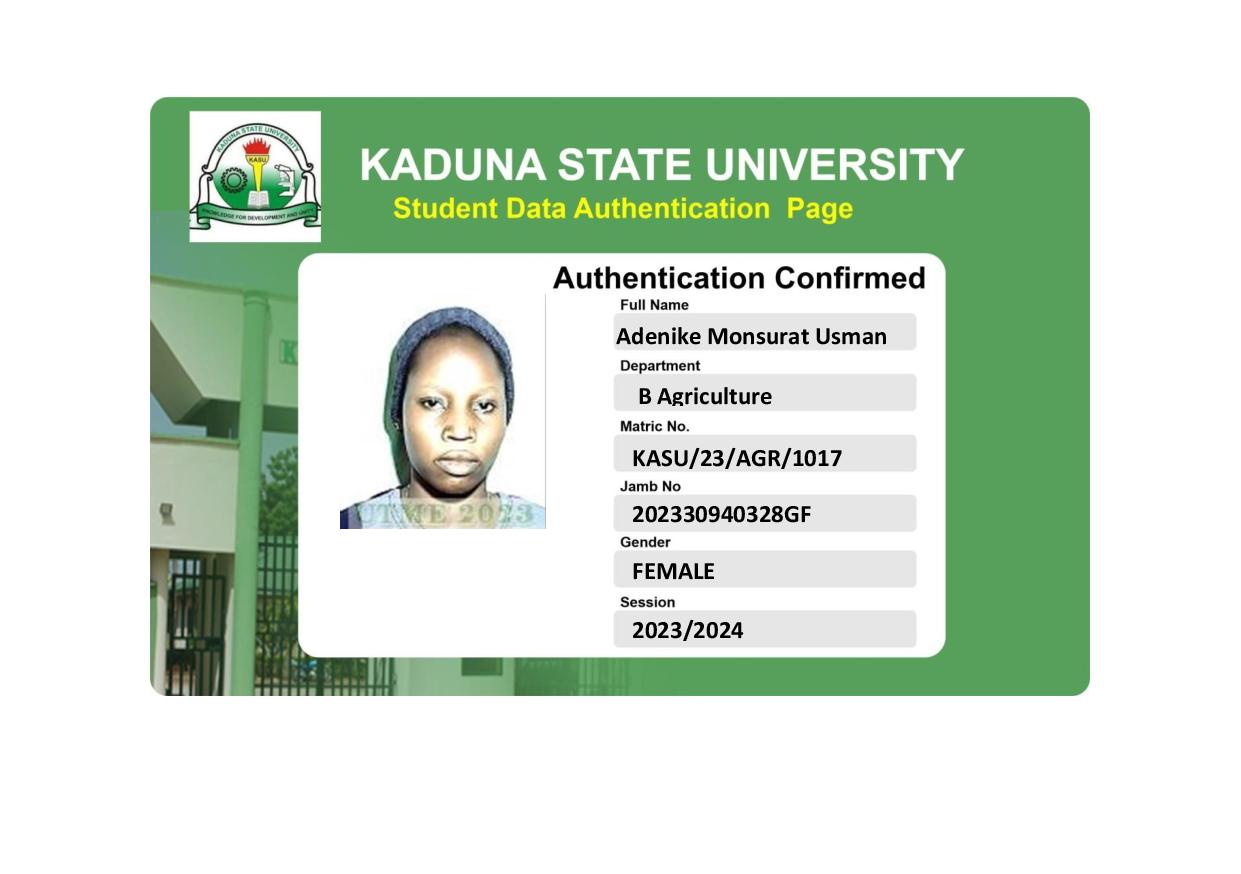 KADUNA STATE UNIVERSITY
KASU
KNOWLEDGE FOR DEVELOPMENT AND UNITY
KADUNA STATE UNIVERSITY
Student Data Authentication Page
Authentication Confirmed
Full Name
Adenike Monsurat Usman
Department
B Agriculture
Matric No.
KASU/23/AGR/1017
Jamb No
202330940328GF
Gender
FEMALE
Session
2023/2024
UTME 2023
K